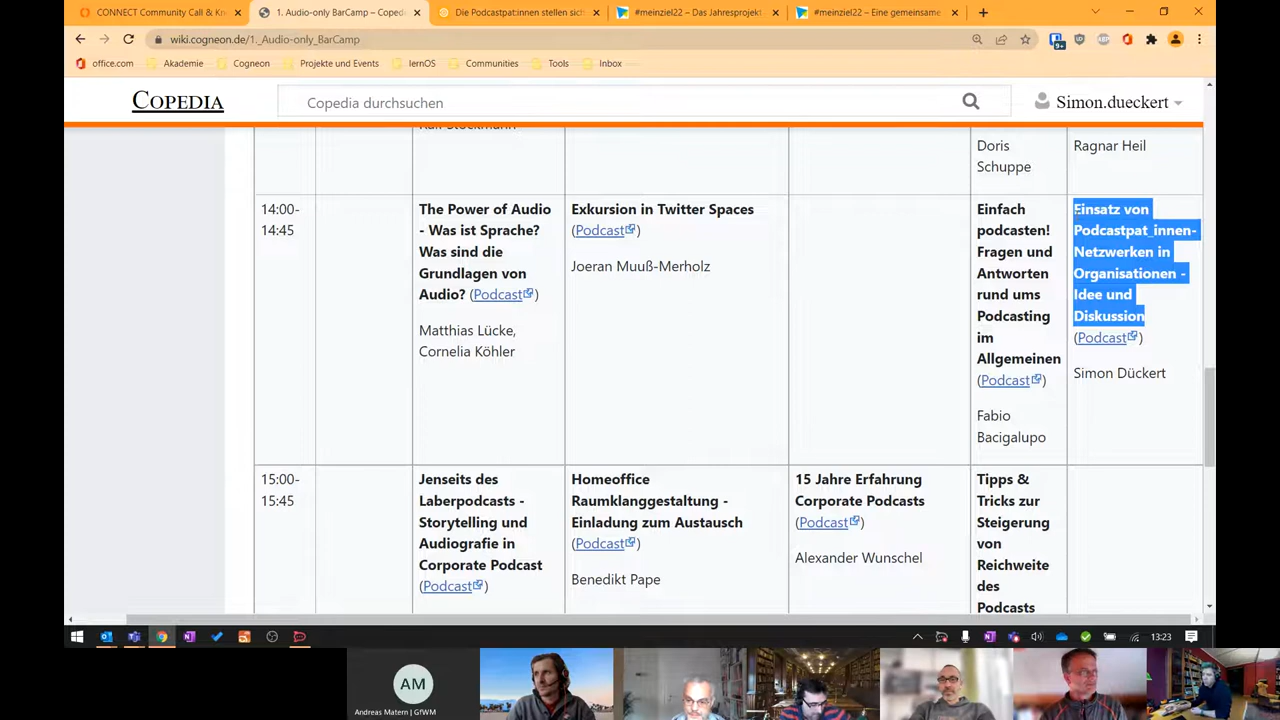 CONNECT Community Call & Kn
1. Audio-only BarCamp – Coped
Die Podcastpat:innen stellen sich
#meinziel22 – Das Jahresprojekt
#meinziel22 – Eine gemeinsame
wiki.cogneon.de/1._Audio-only_BarCamp
9+
office.com
Akademie
Cogneon
Projekte und Events
lernOS
Communities
Tools
Inbox
COPEDIA
Copedia durchsuchen
Simon.dueckert
Doris
Schuppe
Ragnar Heil
14:00-
14:45
The Power of Audio
- Was ist Sprache?
Was sind die
Grundlagen von
Audio? (Podcast)
Matthias Lücke,
Cornelia Köhler
Exkursion in Twitter Spaces
(Podcast)
Joeran Muuß-Merholz
Einfach
podcasten!
Fragen und
Antworten
rund ums
Podcasting
im
Allgemeinen
(Podcast)
Fabio
Bacigalupo
Einsatz von
Podcastpat_innen-
Netzwerken in
Organisationen -
Idee und
Diskussion
(Podcast)
Simon Dückert
15:00-
15:45
Jenseits des
Laberpodcasts -
Storytelling und
Audiografie in
Corporate Podcast
(Podcast)
Homeoffice
Raumklanggestaltung -
Einladung zum Austausch
(Podcast)
Benedikt Pape
15 Jahre Erfahrung
Corporate Podcasts
(Podcast)
Alexander Wunschel
Tipps &
Tricks zur
Steigerung
von
Reichweite
des
Podcasts
13:23
AM
Andreas Matern | GfWM